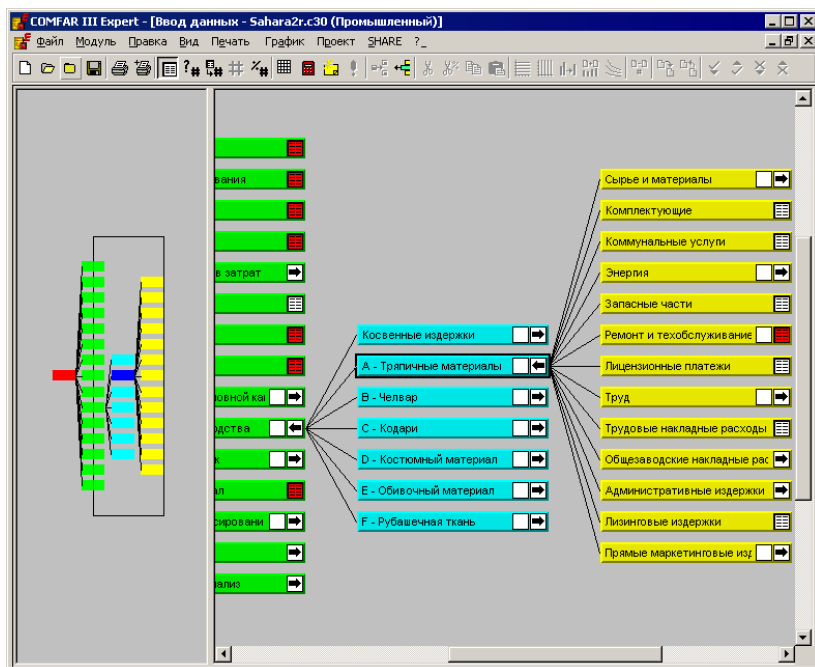 COMFAR III Expert - [Ввод данных - Sahara2r.c30 (Промышленный)]
Файл Модуль Правка Вид Печать График Проект SHARE ?_
вания
в затрат
ловной каı
одства
к
ал
сировани
ализ
Косвенные издержки
A - Тряпичные материалы
B - Челвар
C - Кодари
D - Костюмный материал
E - Обивочный материал
F - Рубашечная ткань
Сырье и материалы
Комплектующие
Коммунальные услуги
Энергия
Запасные части
Ремонт и техобслуживание
Лицензионные платежи
Труд
Трудовые накладные расходы
Общезаводские накладные рас
Административные издержки
Лизинговые издержки
Прямые маркетинговые изд